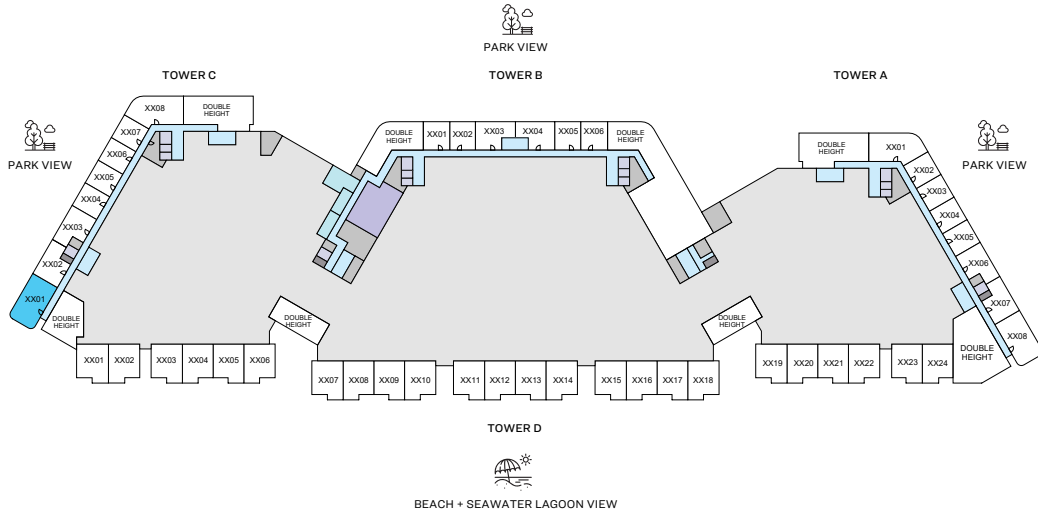 PARK VIEW
TOWER C
TOWER B
TOWER A
PARK VIEW
PARK VIEW
XX08
DOUBLE
HEIGHT
XX07
XX06
XX05
XX04
XX03
XX02
XX01
DOUBLE
HEIGHT
DOUBLE
HEIGHT
XX01
XX02
XX03
XX04
XX05
XX06
DOUBLE
HEIGHT
DOUBLE
HEIGHT
XX01
XX02
XX03
XX04
XX05
XX06
XX07
XX08
DOUBLE
HEIGHT
DOUBLE
HEIGHT
DOUBLE
HEIGHT
XX01
XX02
XX03
XX04
XX05
XX06
XX07
XX08
XX09
XX10
XX11
XX12
XX13
XX14
XX15
XX16
XX17
XX18
XX19
XX20
XX21
XX22
XX23
XX24
TOWER D
BEACH + SEAWATER LAGOON VIEW